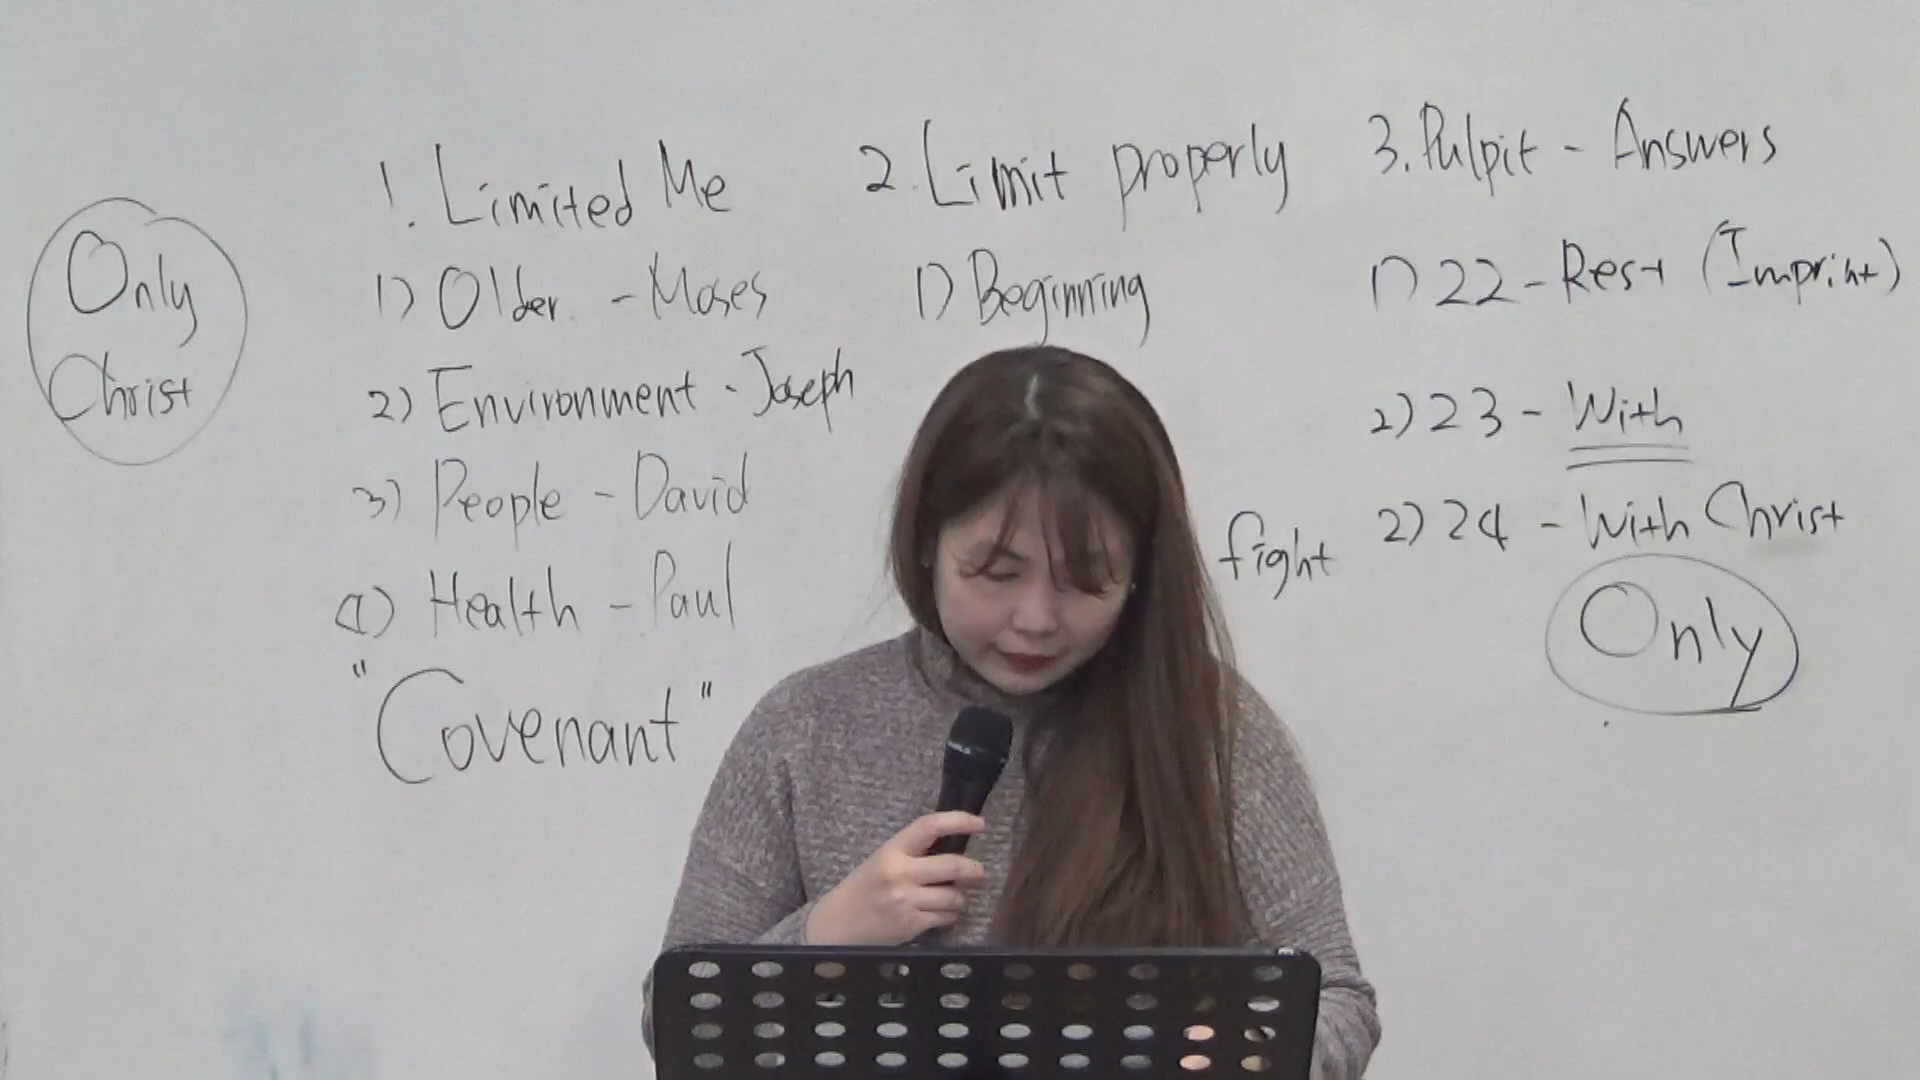 Only
Christ
1. Limited Me
1) Older - Moses
2) Environment - Joseph
3) People - David
4) Health - Paul
"Covenant"
2. Limit properly
1) Beginning
fight
3. Pulpit - Answers
1) 22 - Rest (Imprint)
2) 23 - With
2) 24 - With Christ
Only